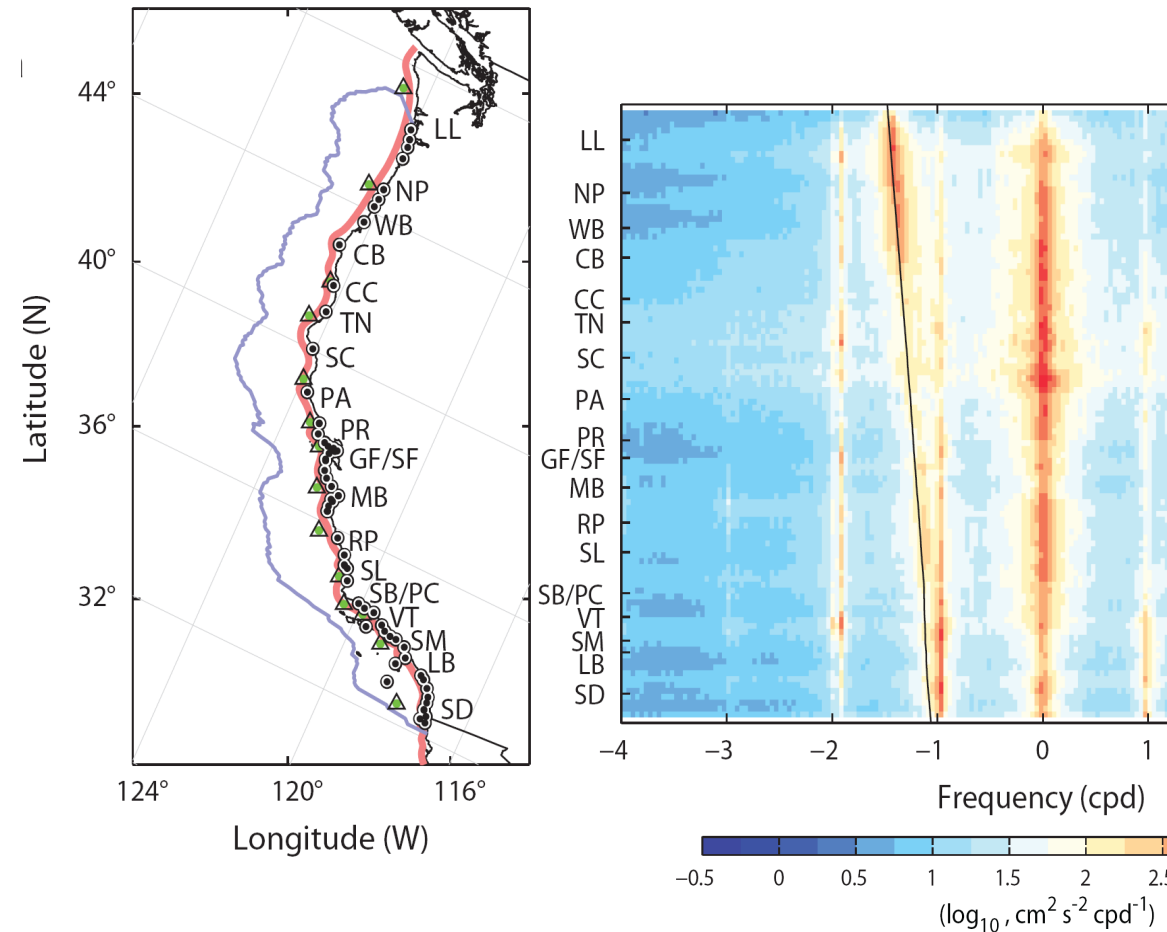 44°
40°
36°
32°
Latitude (N)
124°
120°
116°
Longitude (W)
LL
NP
WB
CB
CC
TN
SC
PA
PR
GF/SF
MB
RP
SL
SB/PC
VT
SM
LB
SD
LL
NP
WB
CB
CC
TN
SC
PA
PR
GF/SF
MB
RP
SL
SB/PC
VT
SM
LB
SD
−4
−3
−2
−1
0
1
Frequency (cpd)
−0.5
0
0.5
1
1.5
2
2.5
(log₁₀ , cm² s⁻² cpd⁻¹)